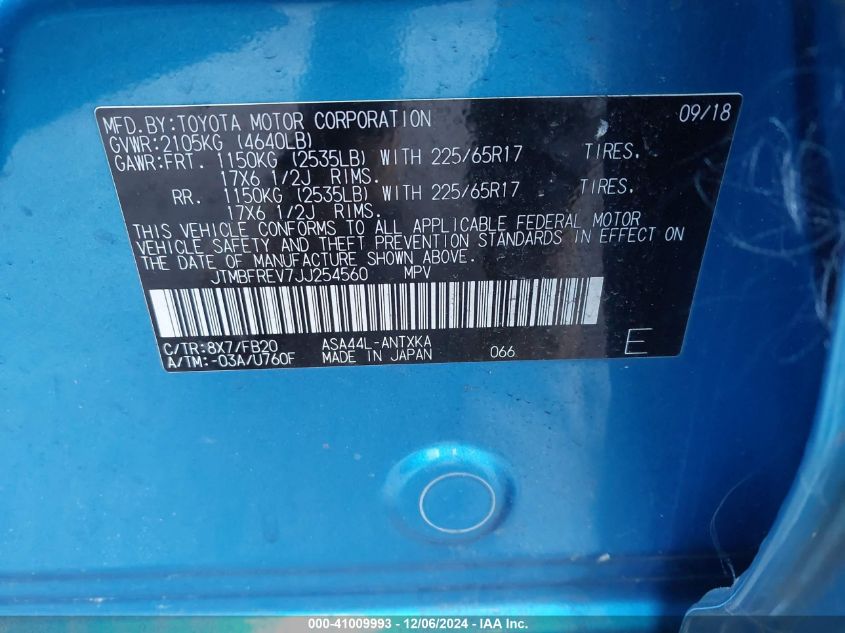 MFD.BY:TOYOTA MOTOR CORPORATION 09/18
GVWR:2105KG (4640LB)
GAWR:FRT. 1150KG (2535LB) WITH 225/65R17 TIRES.
17X6 1/2J RIMS.
RR. 1150KG (2535LB) WITH 225/65R17 TIRES.
17X6 1/2J RIMS.
THIS VEHICLE CONFORMS TO ALL APPLICABLE FEDERAL MOTOR
VEHICLE SAFETY AND THEFT PREVENTION STANDARDS IN EFFECT ON
THE DATE OF MANUFACTURE SHOWN ABOVE.
JTMBFREV7JJ254560 MPV
C/TR:8X7/FB20 ASA44L-ANTXKA
A/TM:-03A/U760F MADE IN JAPAN 066 E
000-41009993 - 12/06/2024 - IAA Inc.